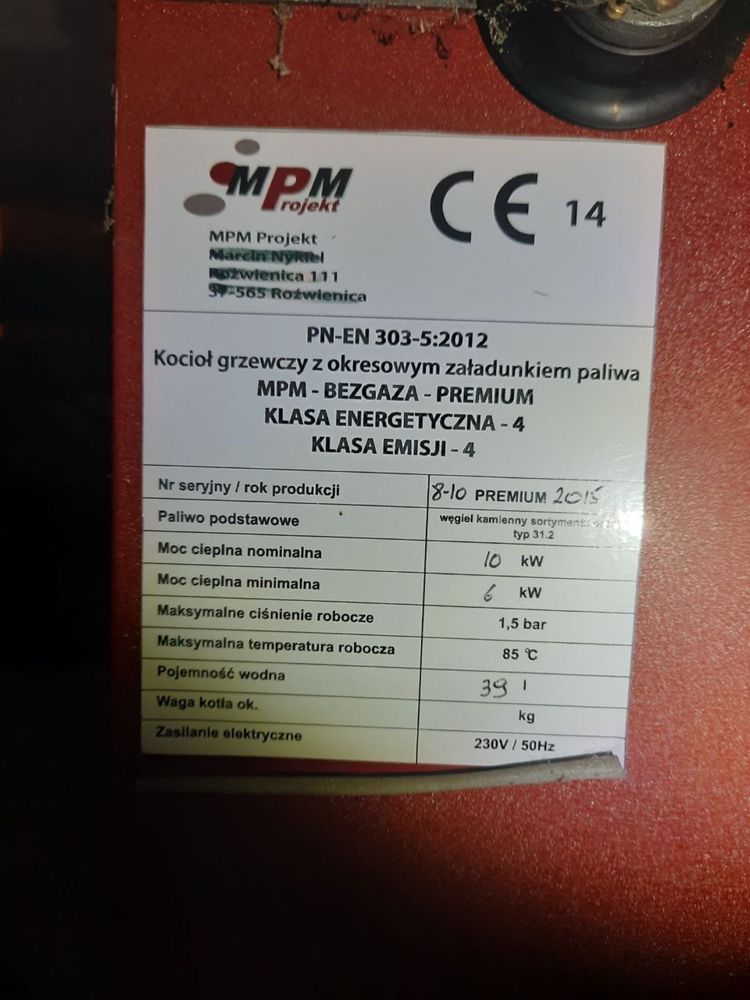 MPM
Projekt
CE 14
MPM Projekt
Marcin Nykiel
Roźwienica 111
37-565 Roźwienica
PN-EN 303-5:2012
Kocioł grzewczy z okresowym załadunkiem paliwa
MPM - BEZGAZA - PREMIUM
KLASA ENERGETYCZNA - 4
KLASA EMISJI - 4
Nr seryjny / rok produkcji 8-10 PREMIUM 2015
Paliwo podstawowe węgiel kamienny sortyment
typ 31.2
Moc cieplna nominalna 10 kW
Moc cieplna minimalna 6 kW
Maksymalne ciśnienie robocze 1,5 bar
Maksymalna temperatura robocza 85 °C
Pojemność wodna 39 l
Waga kotła ok. kg
Zasilanie elektryczne 230V / 50Hz